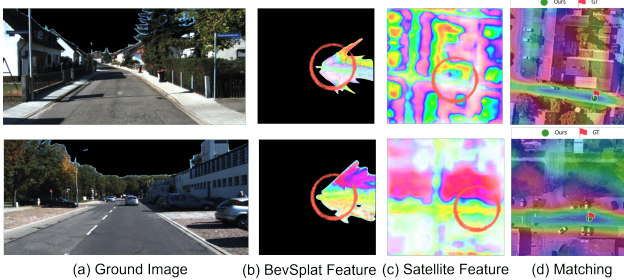 Ours GT
Ours GT
(a) Ground Image (b) BevSplat Feature (c) Satellite Feature (d) Matching